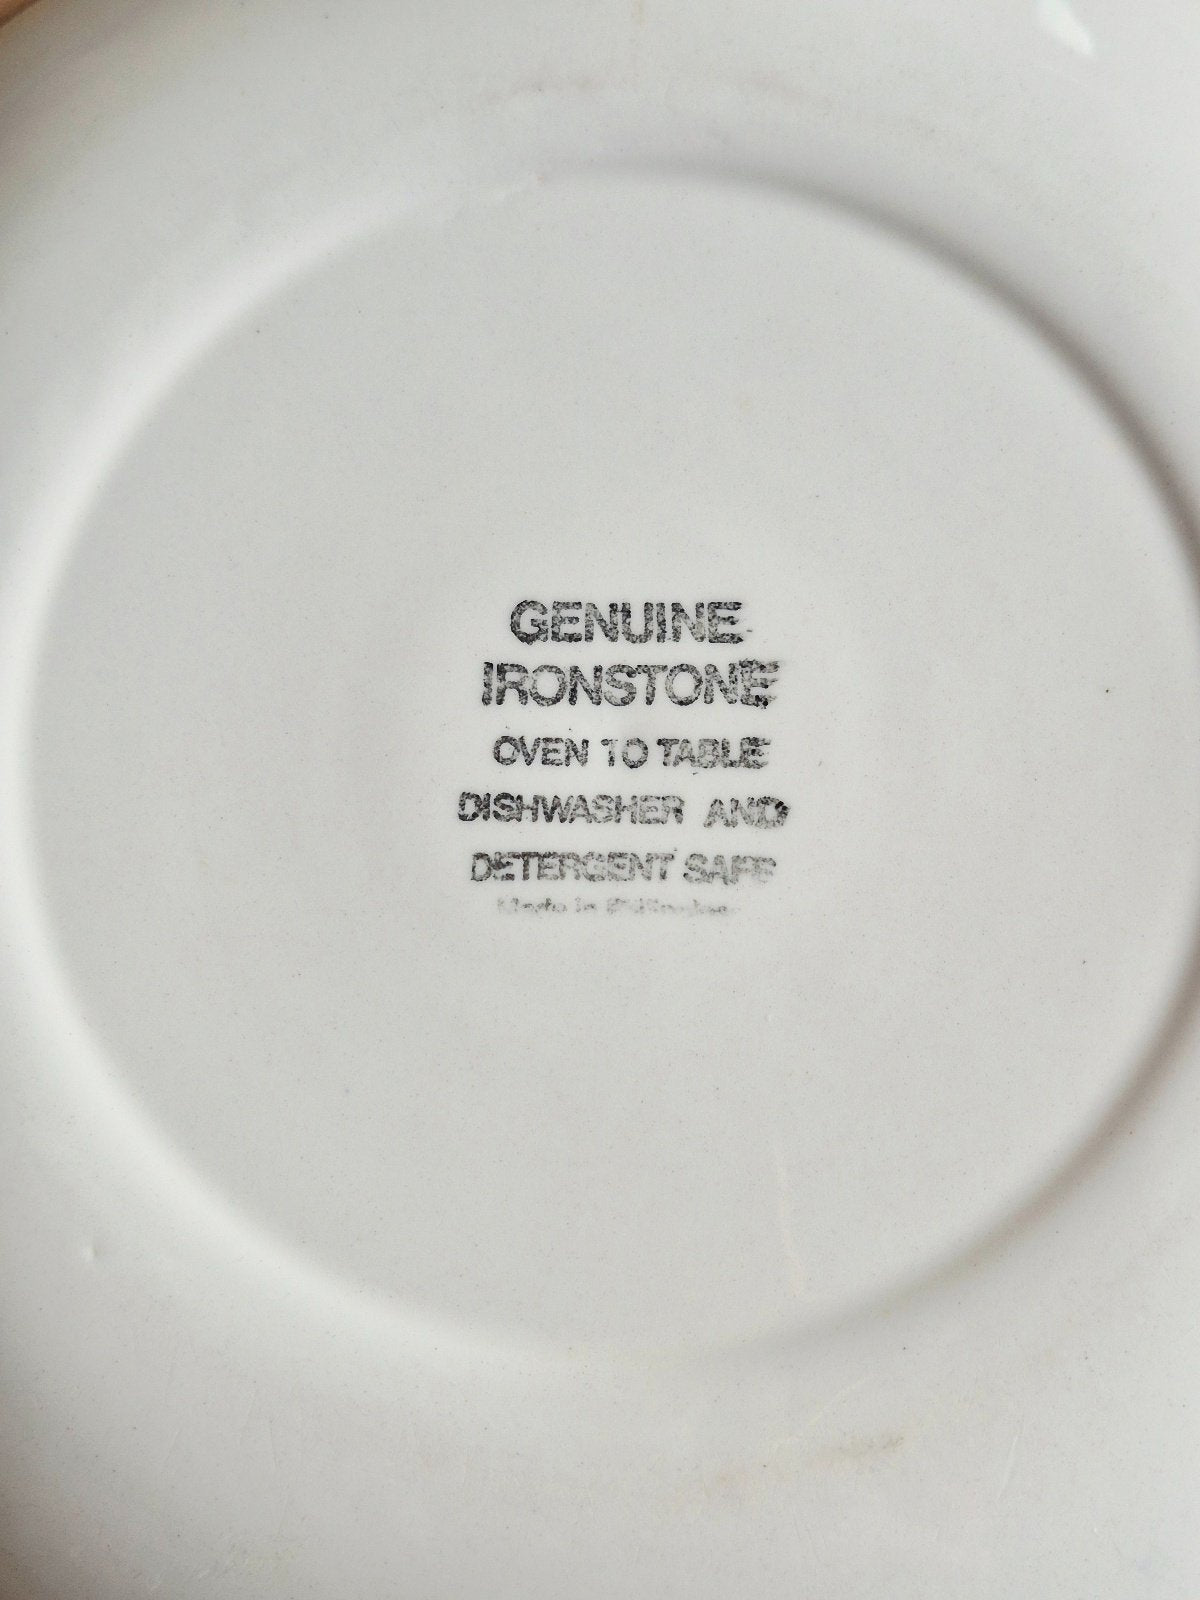 GENUINE
IRONSTONE
OVEN TO TABLE
DISHWASHER AND
DETERGENT SAFE
Made in